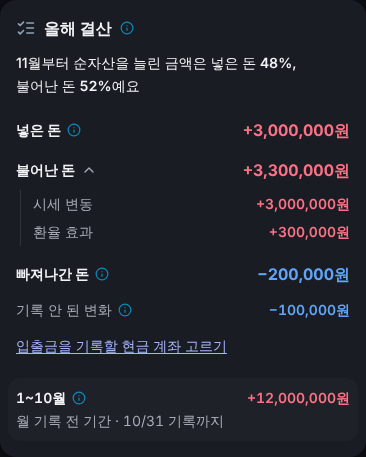 올해 결산
11월부터 순자산을 늘린 금액은 넣은 돈 48%,
불어난 돈 52%예요
넣은 돈 +3,000,000원
불어난 돈 +3,300,000원
시세 변동 +3,000,000원
환율 효과 +300,000원
빠져나간 돈 −200,000원
기록 안 된 변화 −100,000원
입출금을 기록할 현금 계좌 고르기
1~10월 +12,000,000원
월 기록 전 기간 · 10/31 기록까지